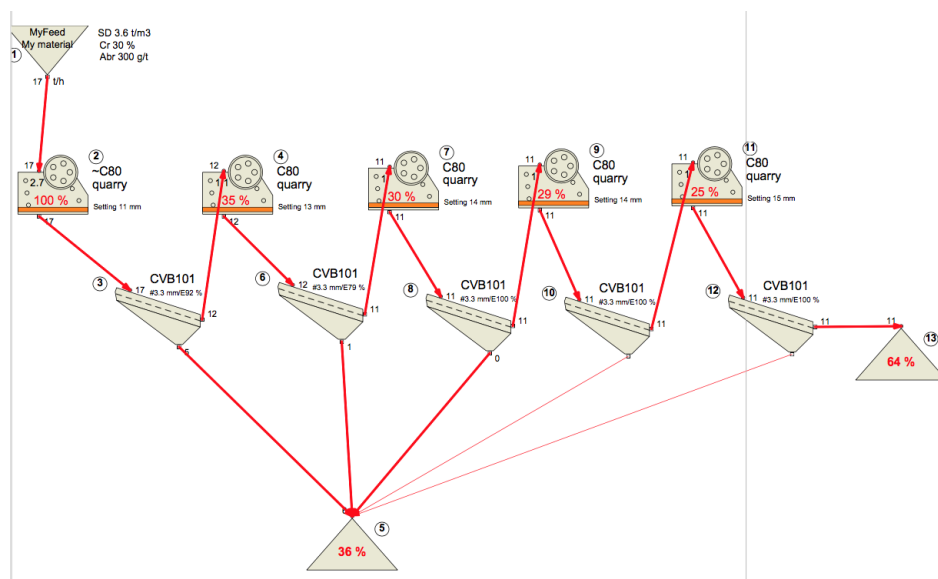 MyFeed
My material
SD 3.6 t/m3
Cr 30 %
Abr 300 g/t
1
17 t/h
17
2
~C80
quarry
2.7
100 %
Setting 11 mm
17
12
4
C80
quarry
35 %
Setting 13 mm
12
11
7
C80
quarry
30 %
Setting 14 mm
11
11
9
C80
quarry
29 %
Setting 14 mm
11
11
11
C80
quarry
25 %
Setting 15 mm
11
3
17
CVB101
#3.3 mm/E92 %
12
5
6
12
CVB101
#3.3 mm/E79 %
11
1
8
11
CVB101
#3.3 mm/E100 %
11
0
10
11
CVB101
#3.3 mm/E100 %
11
12
11
CVB101
#3.3 mm/E100 %
11
11
13
64 %
5
36 %